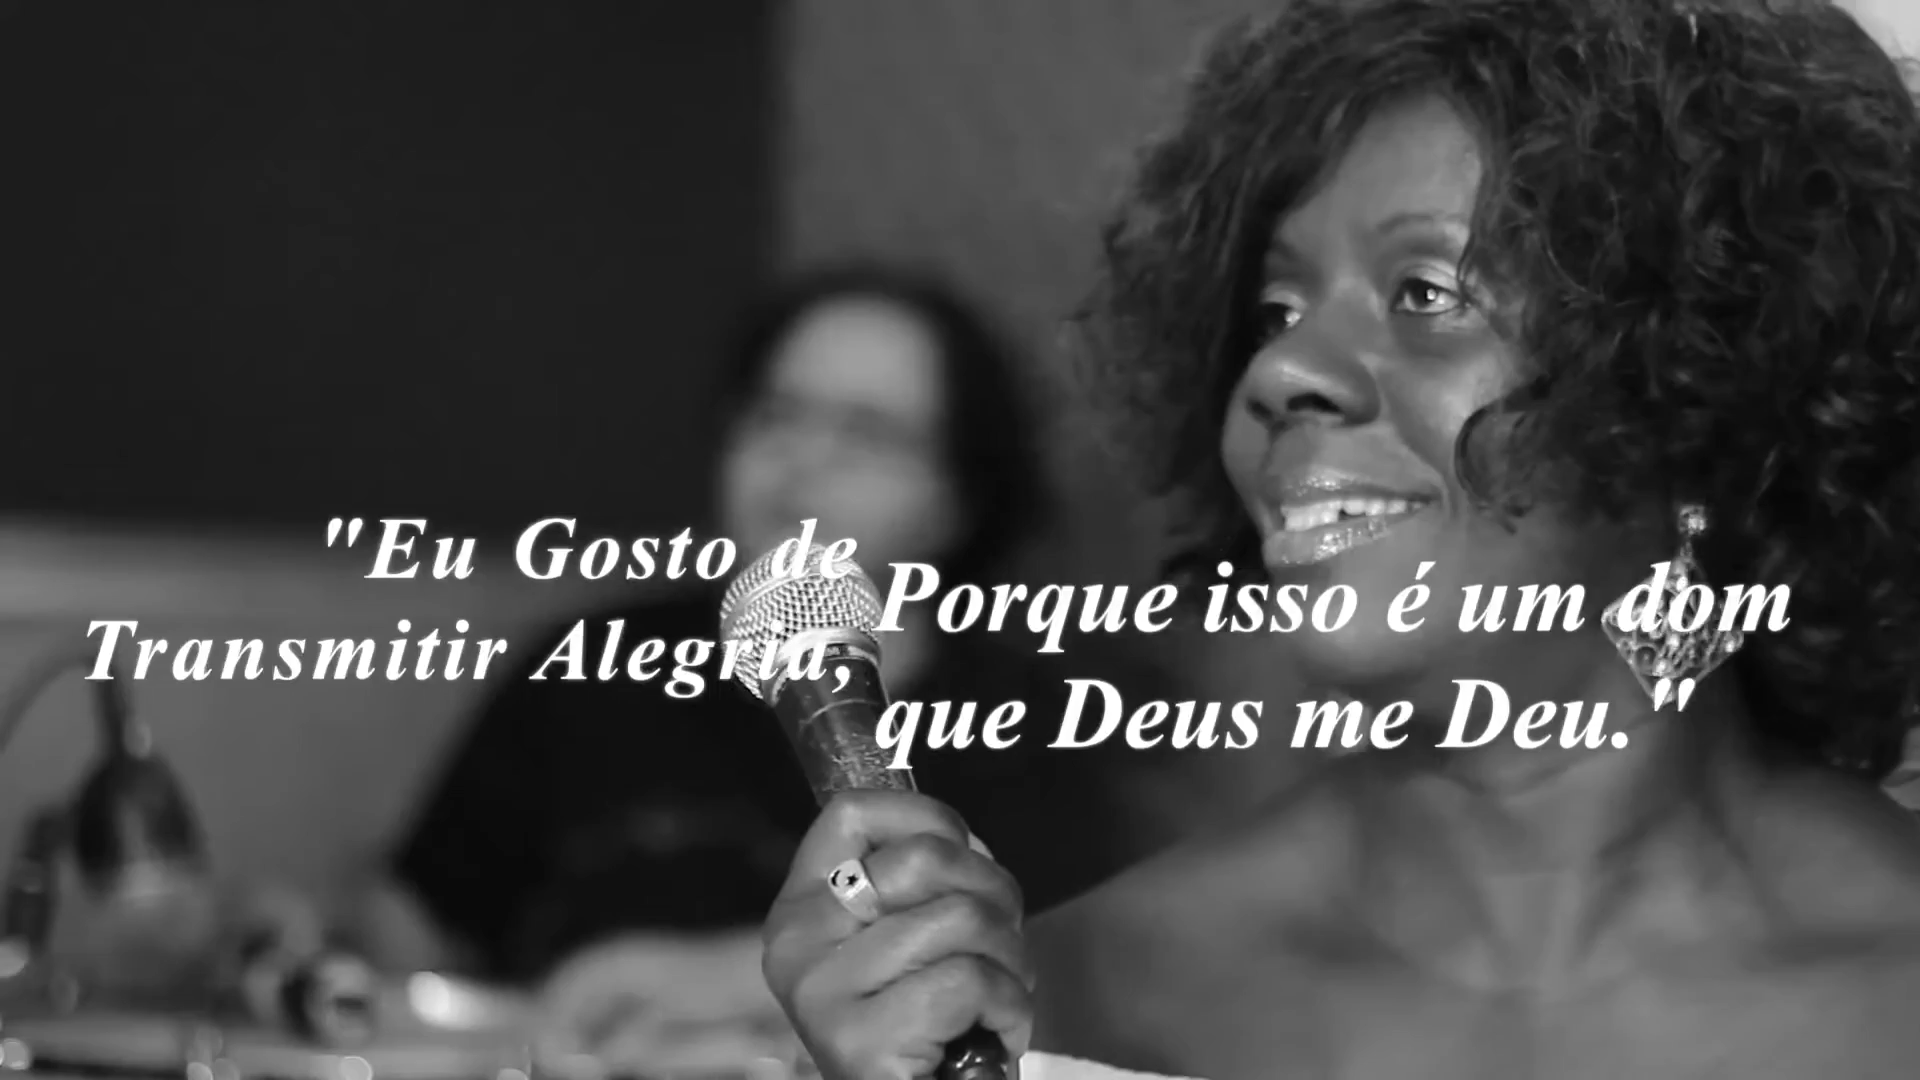 "Eu Gosto de
Transmitir Alegria,
Porque isso é um dom
que Deus me Deu."